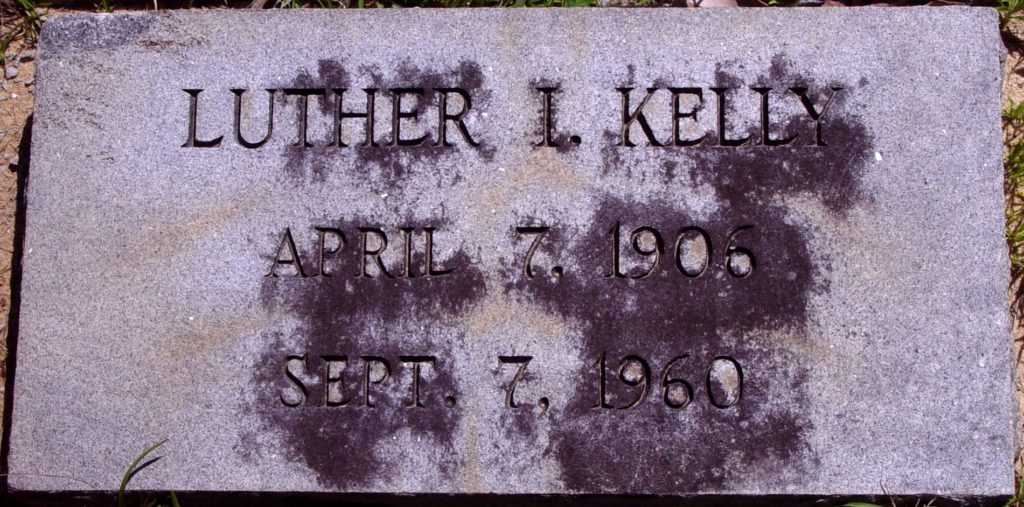 LUTHER I. KELLY
APRIL 7, 1906
SEPT. 7, 1960